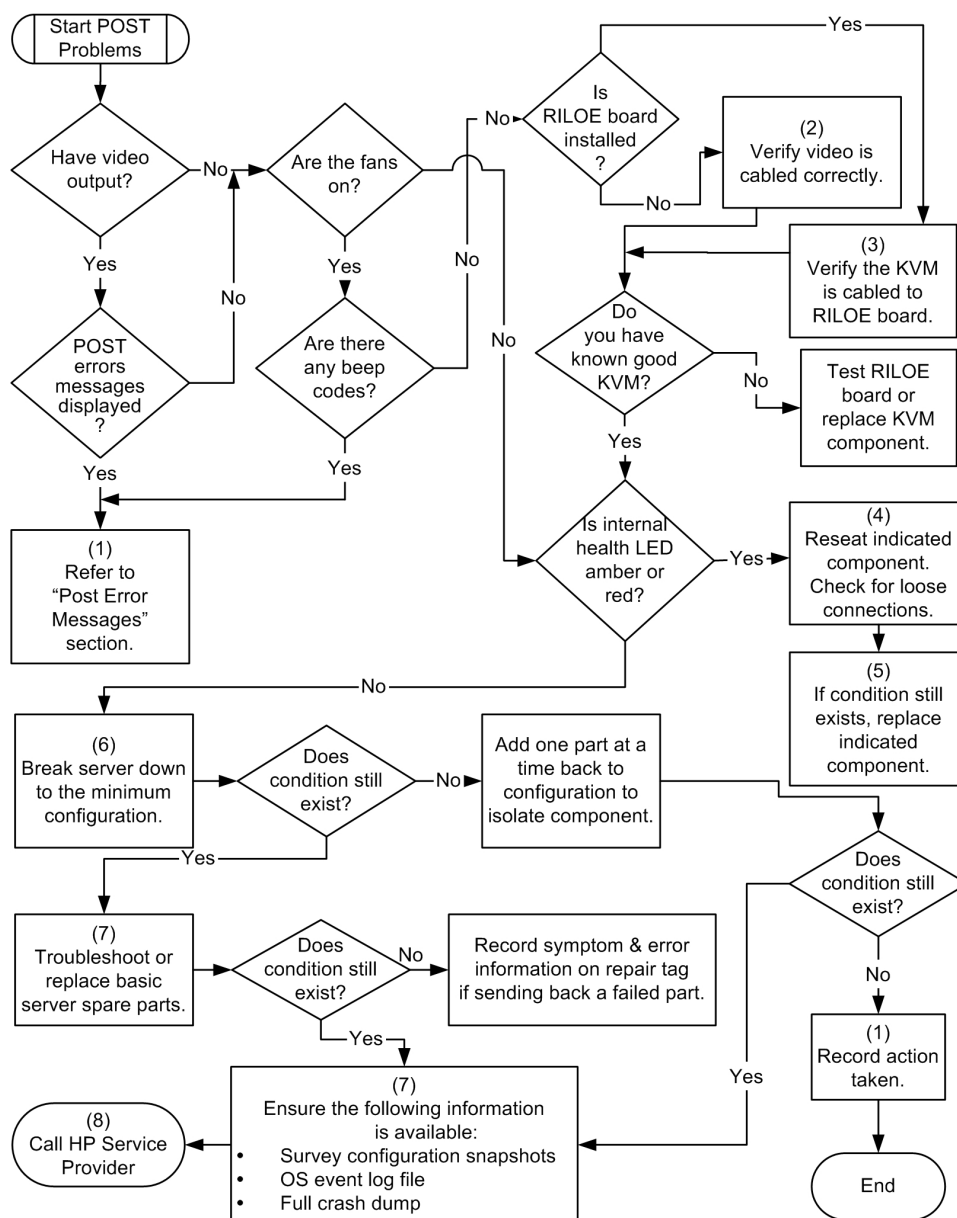 Start POST
Problems
Yes
Is
RILOE board
installed
?
No
(2)
Verify video is
cabled correctly.
Have video
output?
No
Are the fans
on?
No
(3)
Verify the KVM
is cabled to
RILOE board.
Yes
Yes
No
No
Do
you have
known good
KVM?
POST
errors
messages
displayed
?
Are there
any beep
codes?
No
No
Test RILOE
board or
replace KVM
component.
Yes
Yes
Yes
(1)
Refer to
“Post Error
Messages”
section.
Is internal
health LED
amber or
red?
Yes
(4)
Reseat indicated
component.
Check for loose
connections.
No
(5)
If condition still
exists, replace
indicated
component.
(6)
Break server down
to the minimum
configuration.
Does
condition still
exist?
No
Add one part at a
time back to
configuration to
isolate component.
Yes
Does
condition still
exist?
(7)
Troubleshoot or
replace basic
server spare parts.
Does
condition still
exist?
No
Record symptom & error
information on repair tag
if sending back a failed part.
No
Yes
Yes
(1)
Record action
taken.
(7)
Ensure the following information
is available:
• Survey configuration snapshots
• OS event log file
• Full crash dump
(8)
Call HP Service
Provider
End